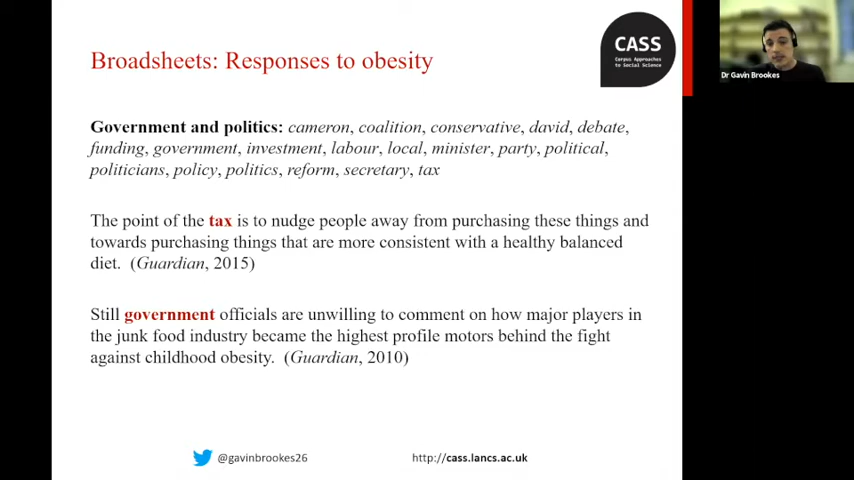 Broadsheets: Responses to obesity
CASS
Corpus Approaches
to Social Science
Dr Gavin Brookes
Government and politics: cameron, coalition, conservative, david, debate,
funding, government, investment, labour, local, minister, party, political,
politicians, policy, politics, reform, secretary, tax
The point of the tax is to nudge people away from purchasing these things and
towards purchasing things that are more consistent with a healthy balanced
diet. (Guardian, 2015)
Still government officials are unwilling to comment on how major players in
the junk food industry became the highest profile motors behind the fight
against childhood obesity. (Guardian, 2010)
@gavinbrookes26
http://cass.lancs.ac.uk